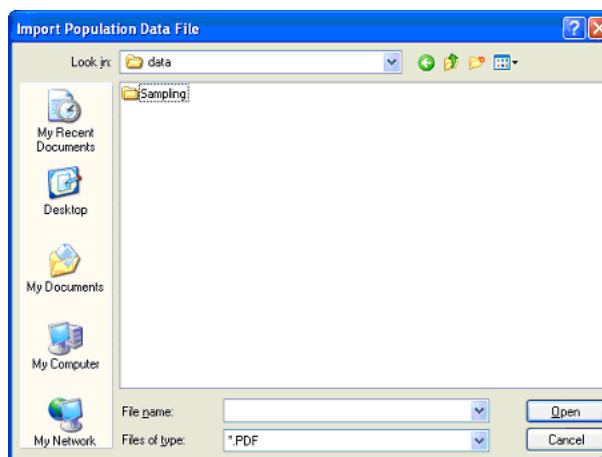 Import Population Data File
Look in: data
Sampling
My Recent
Documents
Desktop
My Documents
My Computer
My Network
File name:
Open
Files of type: *.PDF
Cancel